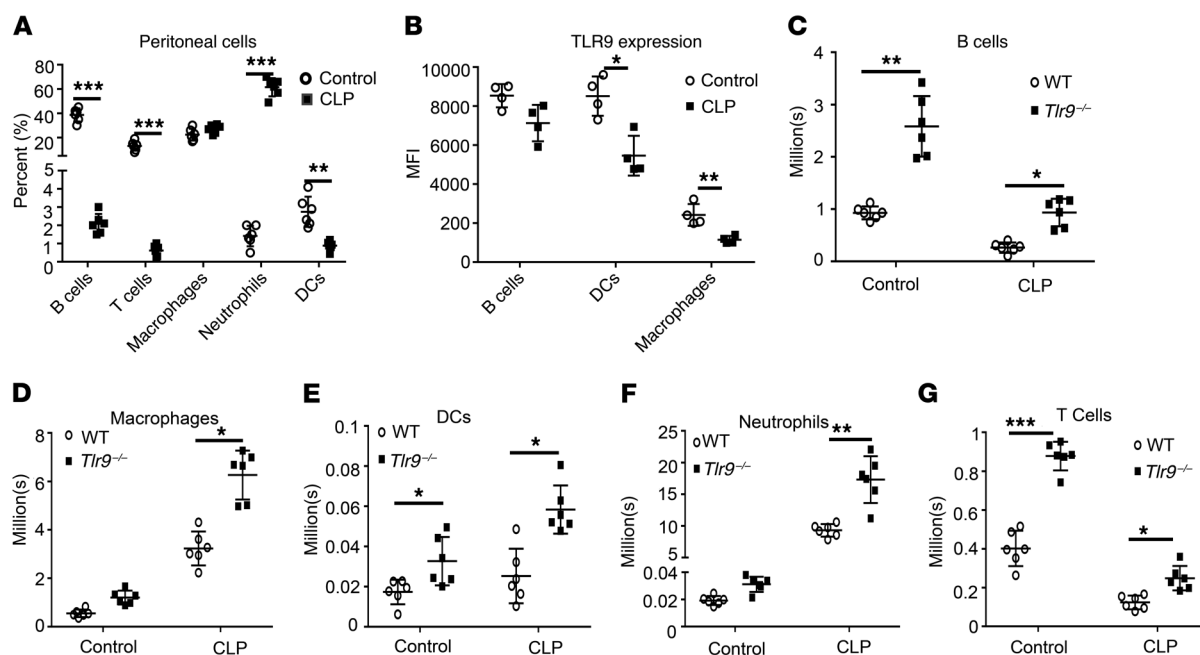 A
Peritoneal cells
Percent (%)
80
60
40
20
5
4
3
2
1
0
***
***
***
**
Control
CLP
B cells
T cells
Macrophages
Neutrophils
DCs
B
TLR9 expression
MFI
10000
8000
6000
4000
200
0
*
**
Control
CLP
B cells
DCs
Macrophages
C
B cells
Million(s)
4
3
2
1
0
**
*
WT
Tlr9–/–
Control
CLP
D
Macrophages
Million(s)
8
6
4
2
0
*
WT
Tlr9–/–
Control
CLP
E
DCs
Million(s)
0.1
0.08
0.06
0.04
0.02
0
*
*
WT
Tlr9–/–
Control
CLP
F
Neutrophils
Million(s)
25
20
15
10
5
0.04
0.02
0
**
WT
Tlr9–/–
Control
CLP
G
T Cells
Million(s)
1
0.8
0.6
0.4
0.2
0
***
*
WT
Tlr9–/–
Control
CLP